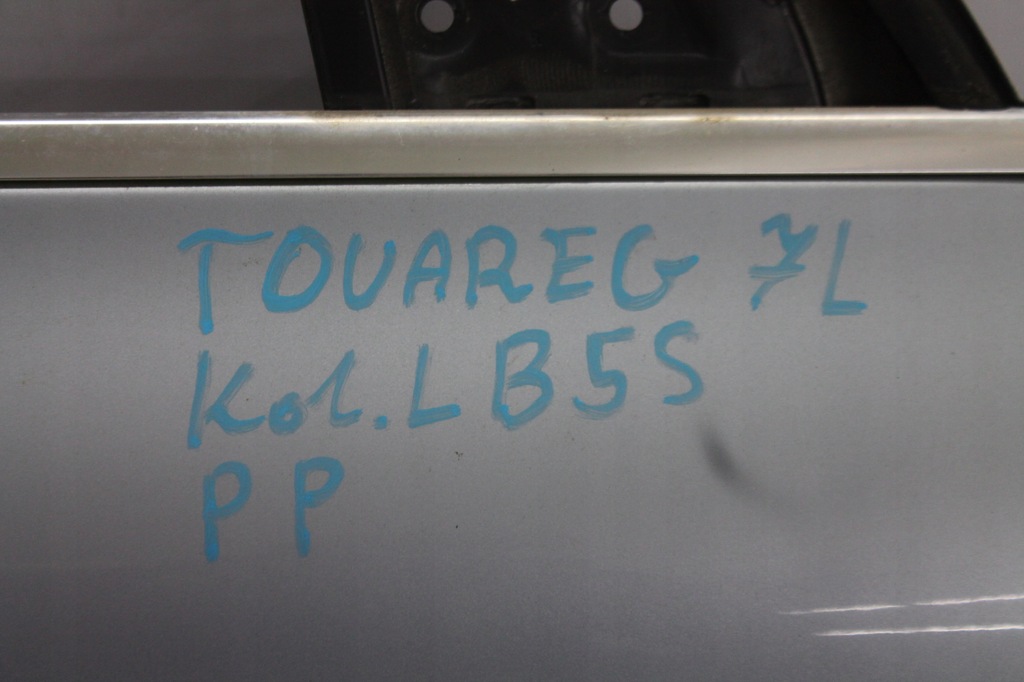 TOUAREG 7L
Kol. LB5S
PP